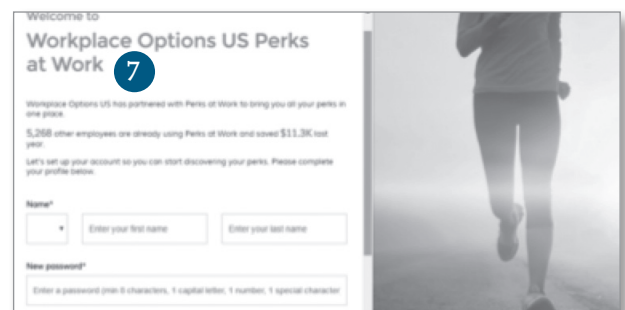 Welcome to
Workplace Options US Perks
at Work
7
Workplace Options US has partnered with Perks at Work to bring you all your perks in
one place.
5,268 other employees are already using Perks at Work and saved $11.3K last
year.
Let's set up your account so you can start discovering your perks. Please complete
your profile below.
Name*
Enter your first name
Enter your last name
New password*
Enter a password (min 8 characters, 1 capital letter, 1 number, 1 special character